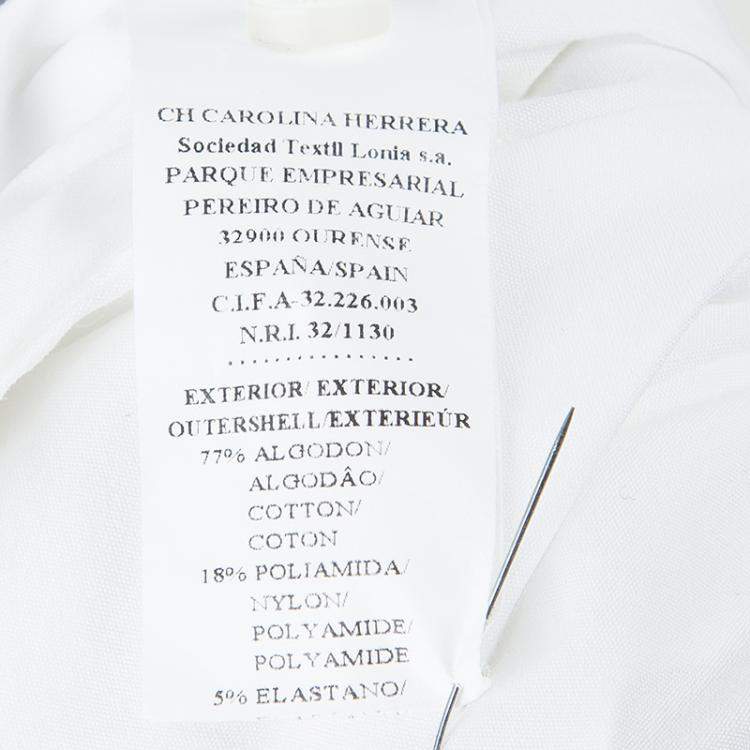 CH CAROLINA HERRERA
Sociedad Textil Lonia s.a.
PARQUE EMPRESARIAL
PEREIRO DE AGUIAR
32900 OURENSE
ESPAÑA/SPAIN
C.I.F.A-32.226.003
N.R.I. 32/1130
................
EXTERIOR/ EXTERIOR/
OUTERSHELL/EXTERIEÚR
77% ALGODON/
ALGODÂO/
COTTON/
COTON
18% POLIAMIDA/
NYLON/
POLYAMIDE/
POLYAMIDE
5% ELASTANO/